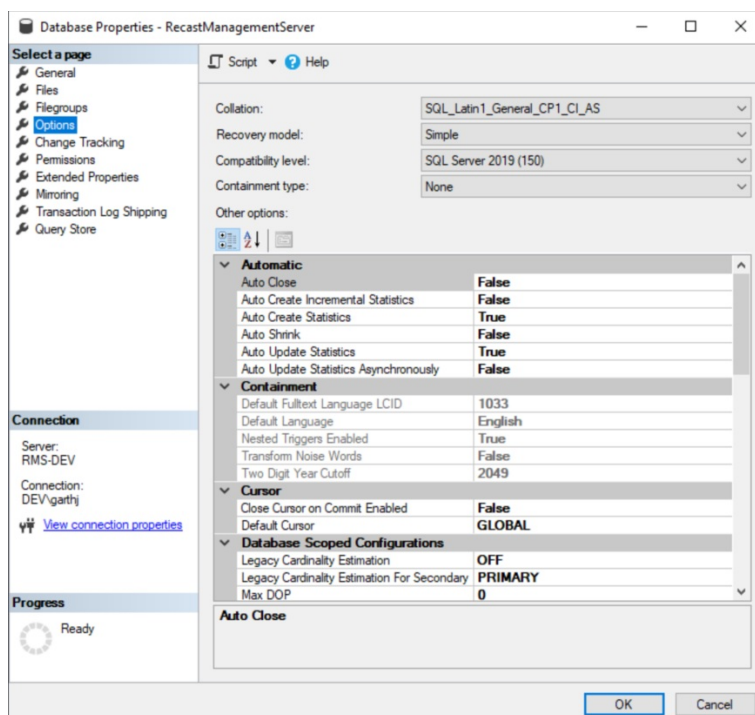 Database Properties - RecastManagementServer
Select a page
General
Files
Filegroups
Options
Change Tracking
Permissions
Extended Properties
Mirroring
Transaction Log Shipping
Query Store
Connection
Server:
RMS-DEV
Connection:
DEV\garthj
View connection properties
Progress
Ready
Script Help
Collation: SQL_Latin1_General_CP1_CI_AS
Recovery model: Simple
Compatibility level: SQL Server 2019 (150)
Containment type: None
Other options:
Automatic
Auto Close False
Auto Create Incremental Statistics False
Auto Create Statistics True
Auto Shrink False
Auto Update Statistics True
Auto Update Statistics Asynchronously False
Containment
Default Fulltext Language LCID 1033
Default Language English
Nested Triggers Enabled True
Transform Noise Words False
Two Digit Year Cutoff 2049
Cursor
Close Cursor on Commit Enabled False
Default Cursor GLOBAL
Database Scoped Configurations
Legacy Cardinality Estimation OFF
Legacy Cardinality Estimation For Secondary PRIMARY
Max DOP 0
Auto Close
OK Cancel